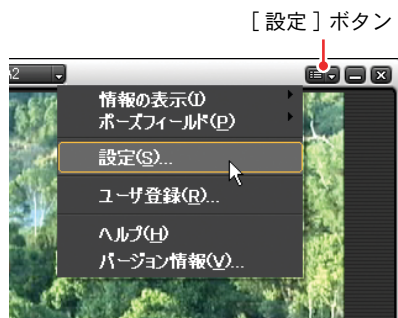 ［設定］ボタン
A2
情報の表示(I)
ポーズフィールド(P)
設定(S)...
ユーザ登録(R)...
ヘルプ(H)
バージョン情報(V)...